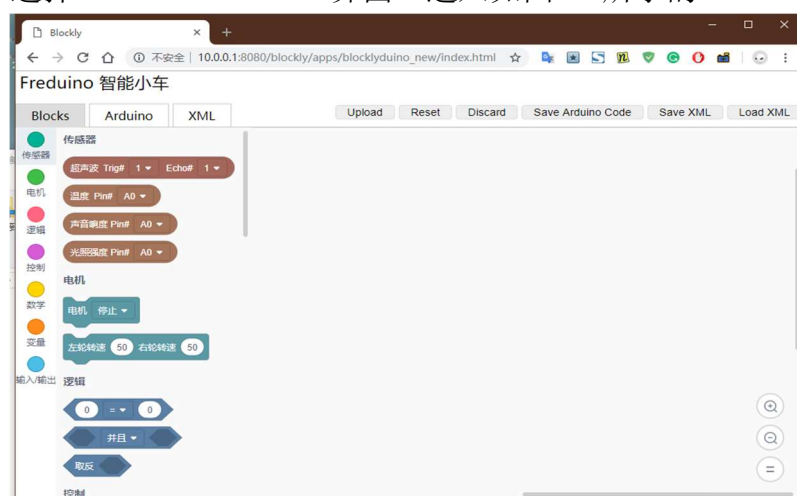 Blockly
不安全 | 10.0.0.1:8080/blockly/apps/blocklyduino_new/index.html
Freduino 智能小车
Blocks Arduino XML Upload Reset Discard Save Arduino Code Save XML Load XML
传感器
电机
逻辑
控制
数学
变量
输入/输出
传感器
超声波 Trig# 1 Echo# 1
温度 Pin# A0
声音响度 Pin# A0
光照强度 Pin# A0
电机
电机 停止
左轮转速 50 右轮转速 50
逻辑
0 = 0
并且
取反
控制